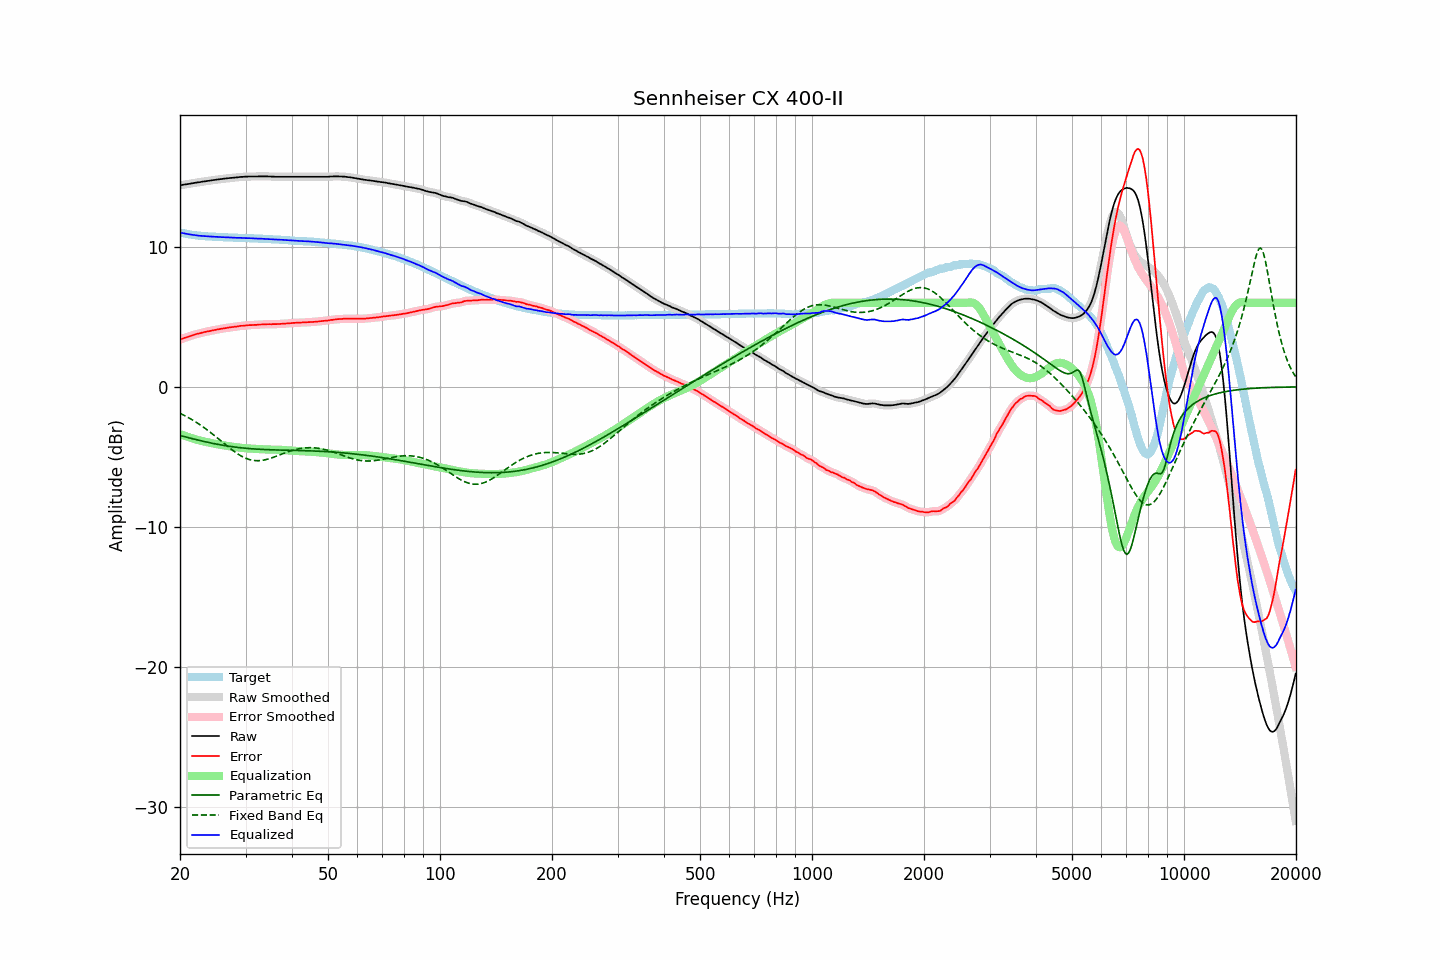 Sennheiser CX 400-II
Amplitude (dBr)
10
0
−10
−20
−30
Target
Raw Smoothed
Error Smoothed
Raw
Error
Equalization
Parametric Eq
Fixed Band Eq
Equalized
20 50 100 200 500 1000 2000 5000 10000 20000
Frequency (Hz)